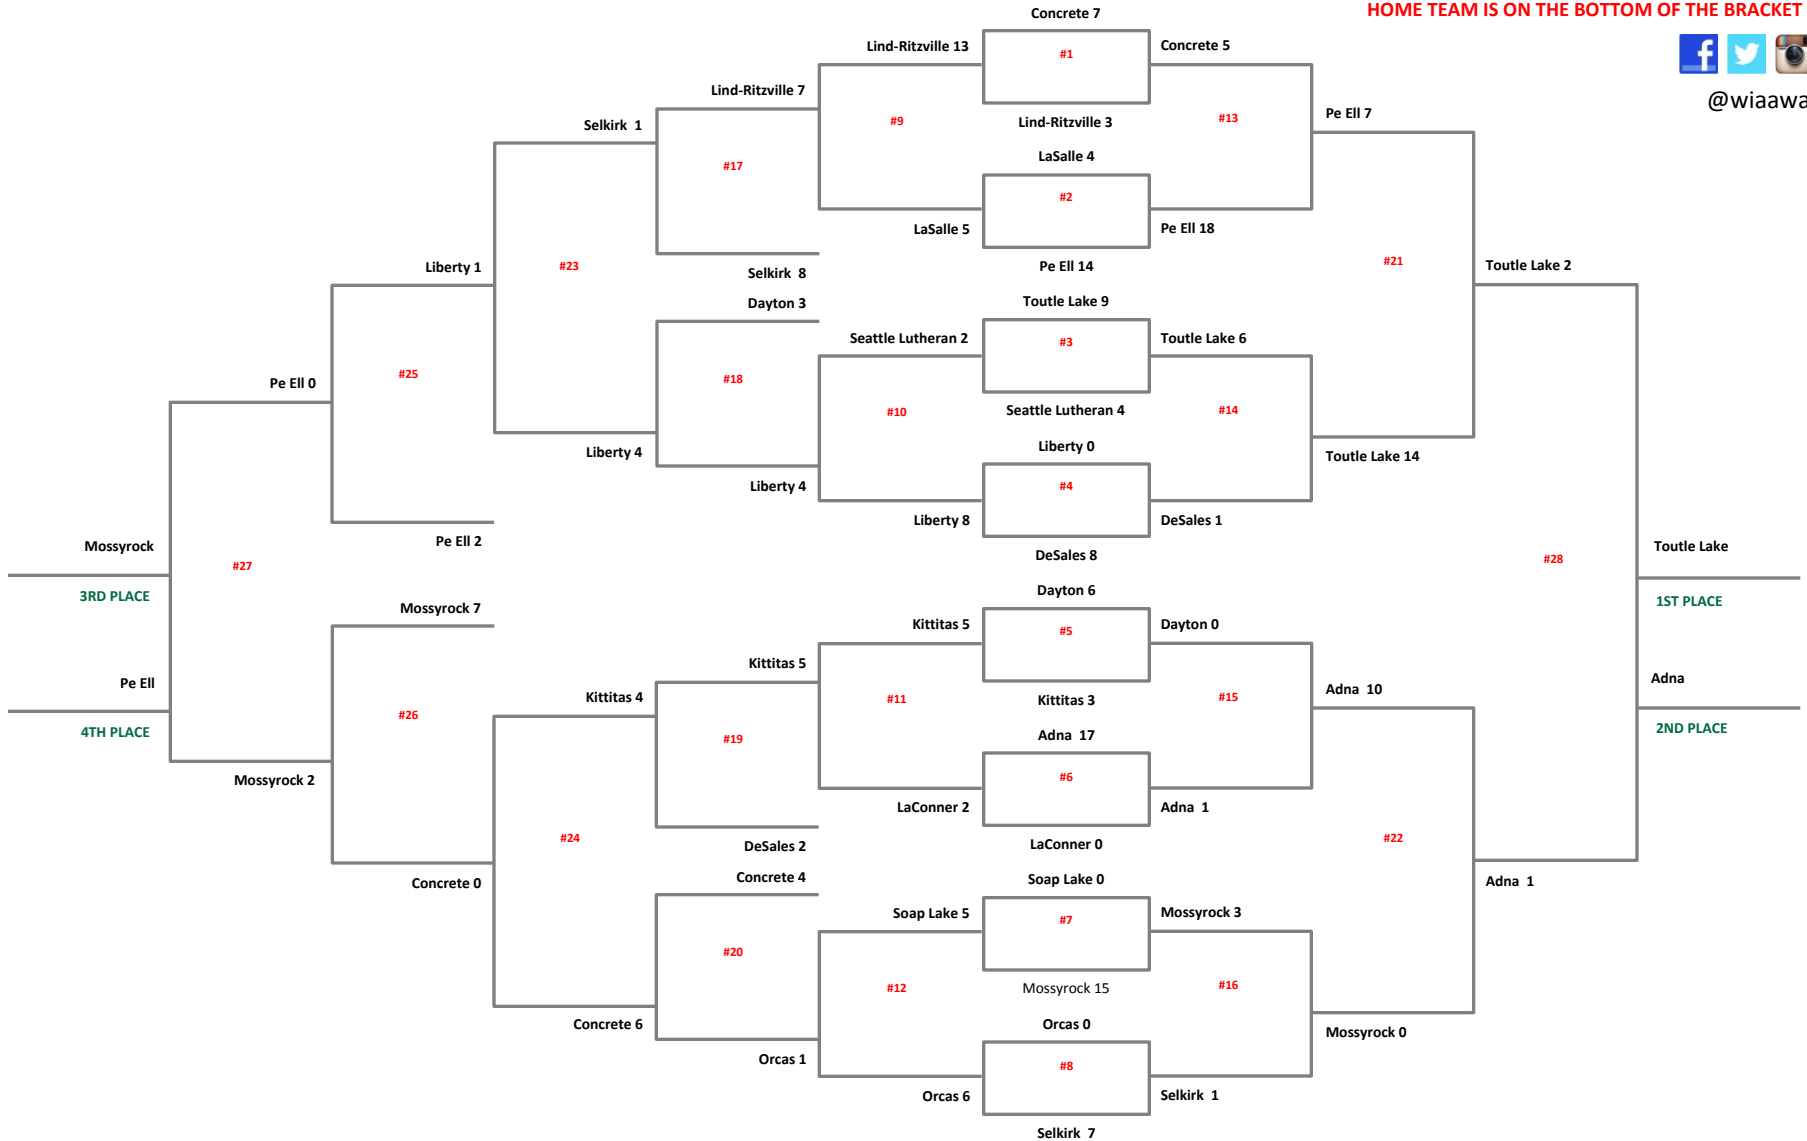 HOME TEAM IS ON THE BOTTOM OF THE BRACKET
@wiaawa
Concrete 7
#1
Lind-Ritzville 3
LaSalle 4
#2
Pe Ell 14
Toutle Lake 9
#3
Seattle Lutheran 4
Liberty 0
#4
DeSales 8
Dayton 6
#5
Kittitas 3
Adna 17
#6
LaConner 0
Soap Lake 0
#7
Mossyrock 15
Orcas 0
#8
Selkirk 7
Lind-Ritzville 13
#9
LaSalle 5
Seattle Lutheran 2
#10
Liberty 8
Kittitas 5
#11
LaConner 2
Soap Lake 5
#12
Orcas 6
Concrete 5
#13
Pe Ell 18
Toutle Lake 6
#14
DeSales 1
Dayton 0
#15
Adna 1
Mossyrock 3
#16
Selkirk 1
Lind-Ritzville 7
#17
Selkirk 8
Dayton 3
#18
Liberty 4
Kittitas 5
#19
DeSales 2
Concrete 4
#20
Orcas 1
Pe Ell 7
#21
Toutle Lake 14
Adna 10
#22
Mossyrock 0
Selkirk 1
#23
Liberty 4
Kittitas 4
#24
Concrete 6
Liberty 1
#25
Pe Ell 2
Mossyrock 7
#26
Concrete 0
Pe Ell 0
#27
Mossyrock 2
Toutle Lake 2
#28
Adna 1
Mossyrock
3RD PLACE
Pe Ell
4TH PLACE
Toutle Lake
1ST PLACE
Adna
2ND PLACE